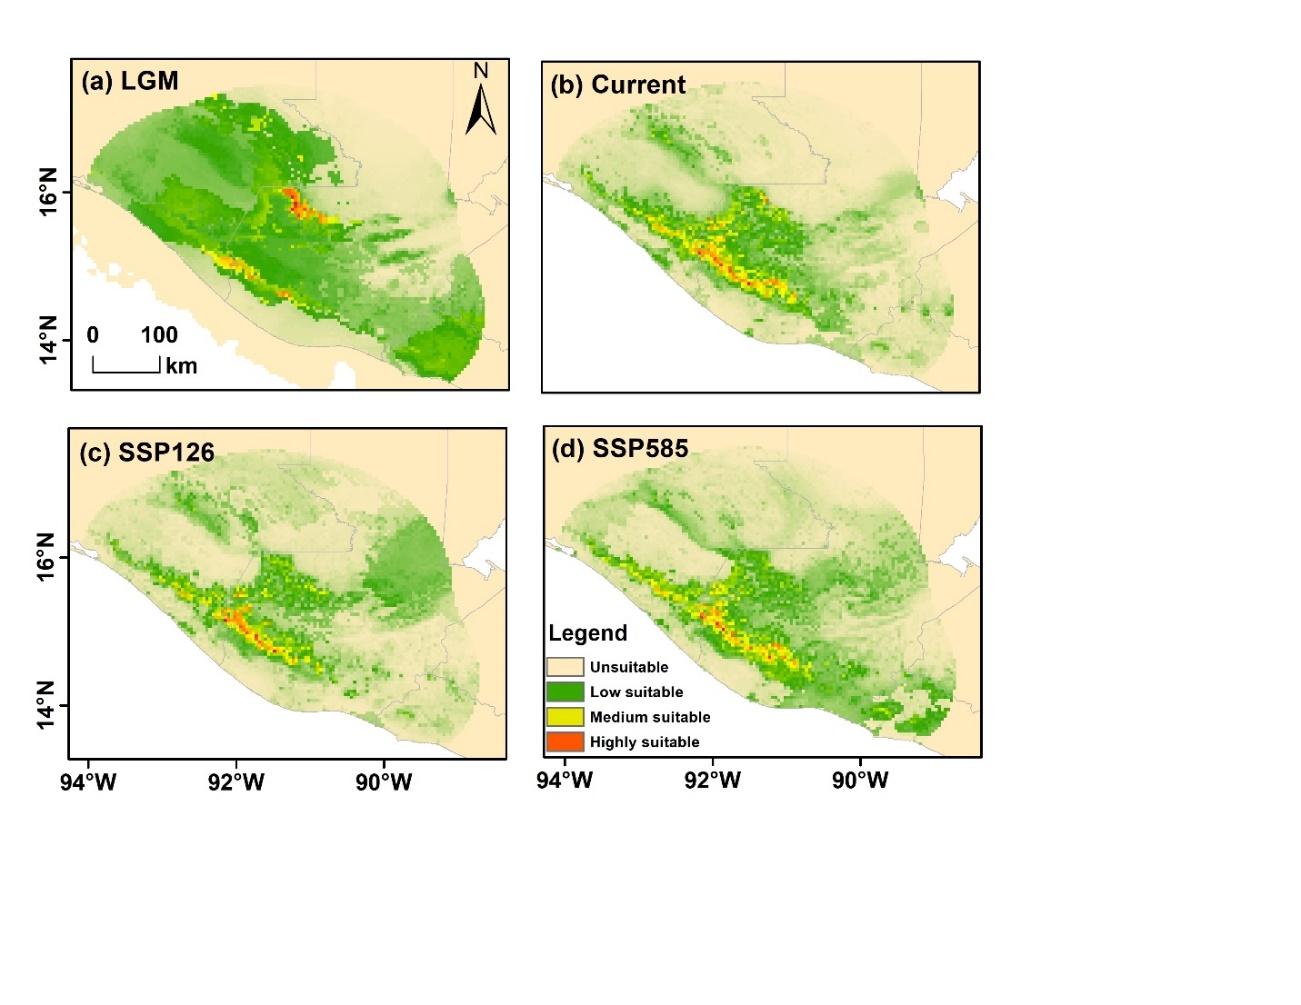 (a) LGM
N
16°N
14°N
0 100
km
(b) Current
(c) SSP126
16°N
14°N
94°W 92°W 90°W
(d) SSP585
Legend
Unsuitable
Low suitable
Medium suitable
Highly suitable
94°W 92°W 90°W